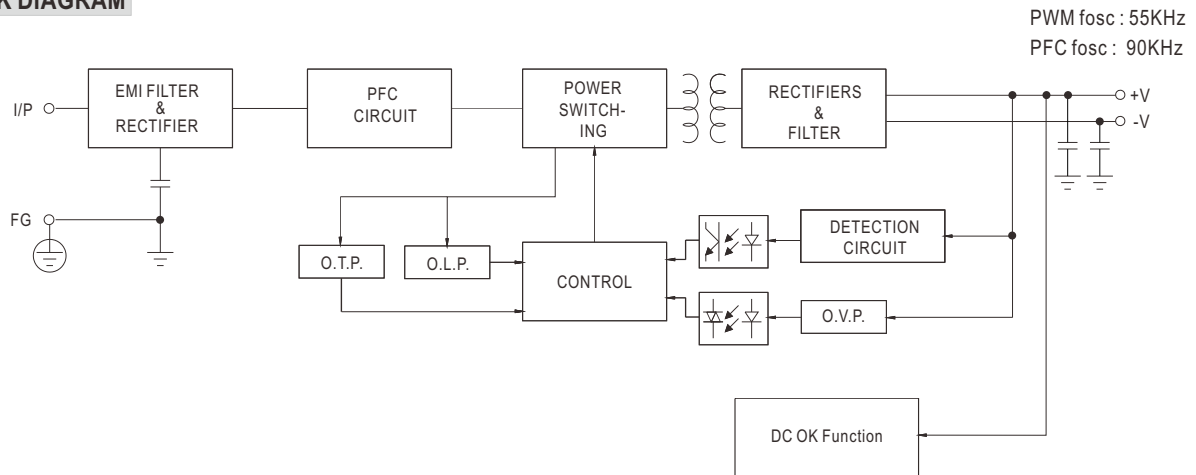 DIAGRAM
PWM fosc : 55KHz
PFC fosc : 90KHz
I/P
EMI FILTER
&
RECTIFIER
PFC
CIRCUIT
POWER
SWITCH-
ING
RECTIFIERS
&
FILTER
+V
-V
FG
O.T.P.
O.L.P.
CONTROL
DETECTION
CIRCUIT
O.V.P.
DC OK Function